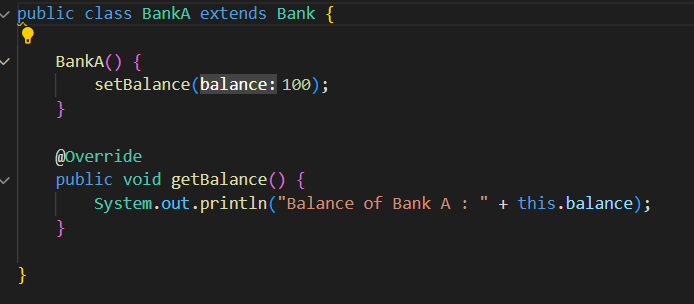 public class BankA extends Bank {
BankA() {
setBalance(balance:100);
}
@Override
public void getBalance() {
System.out.println("Balance of Bank A : " + this.balance);
}
}